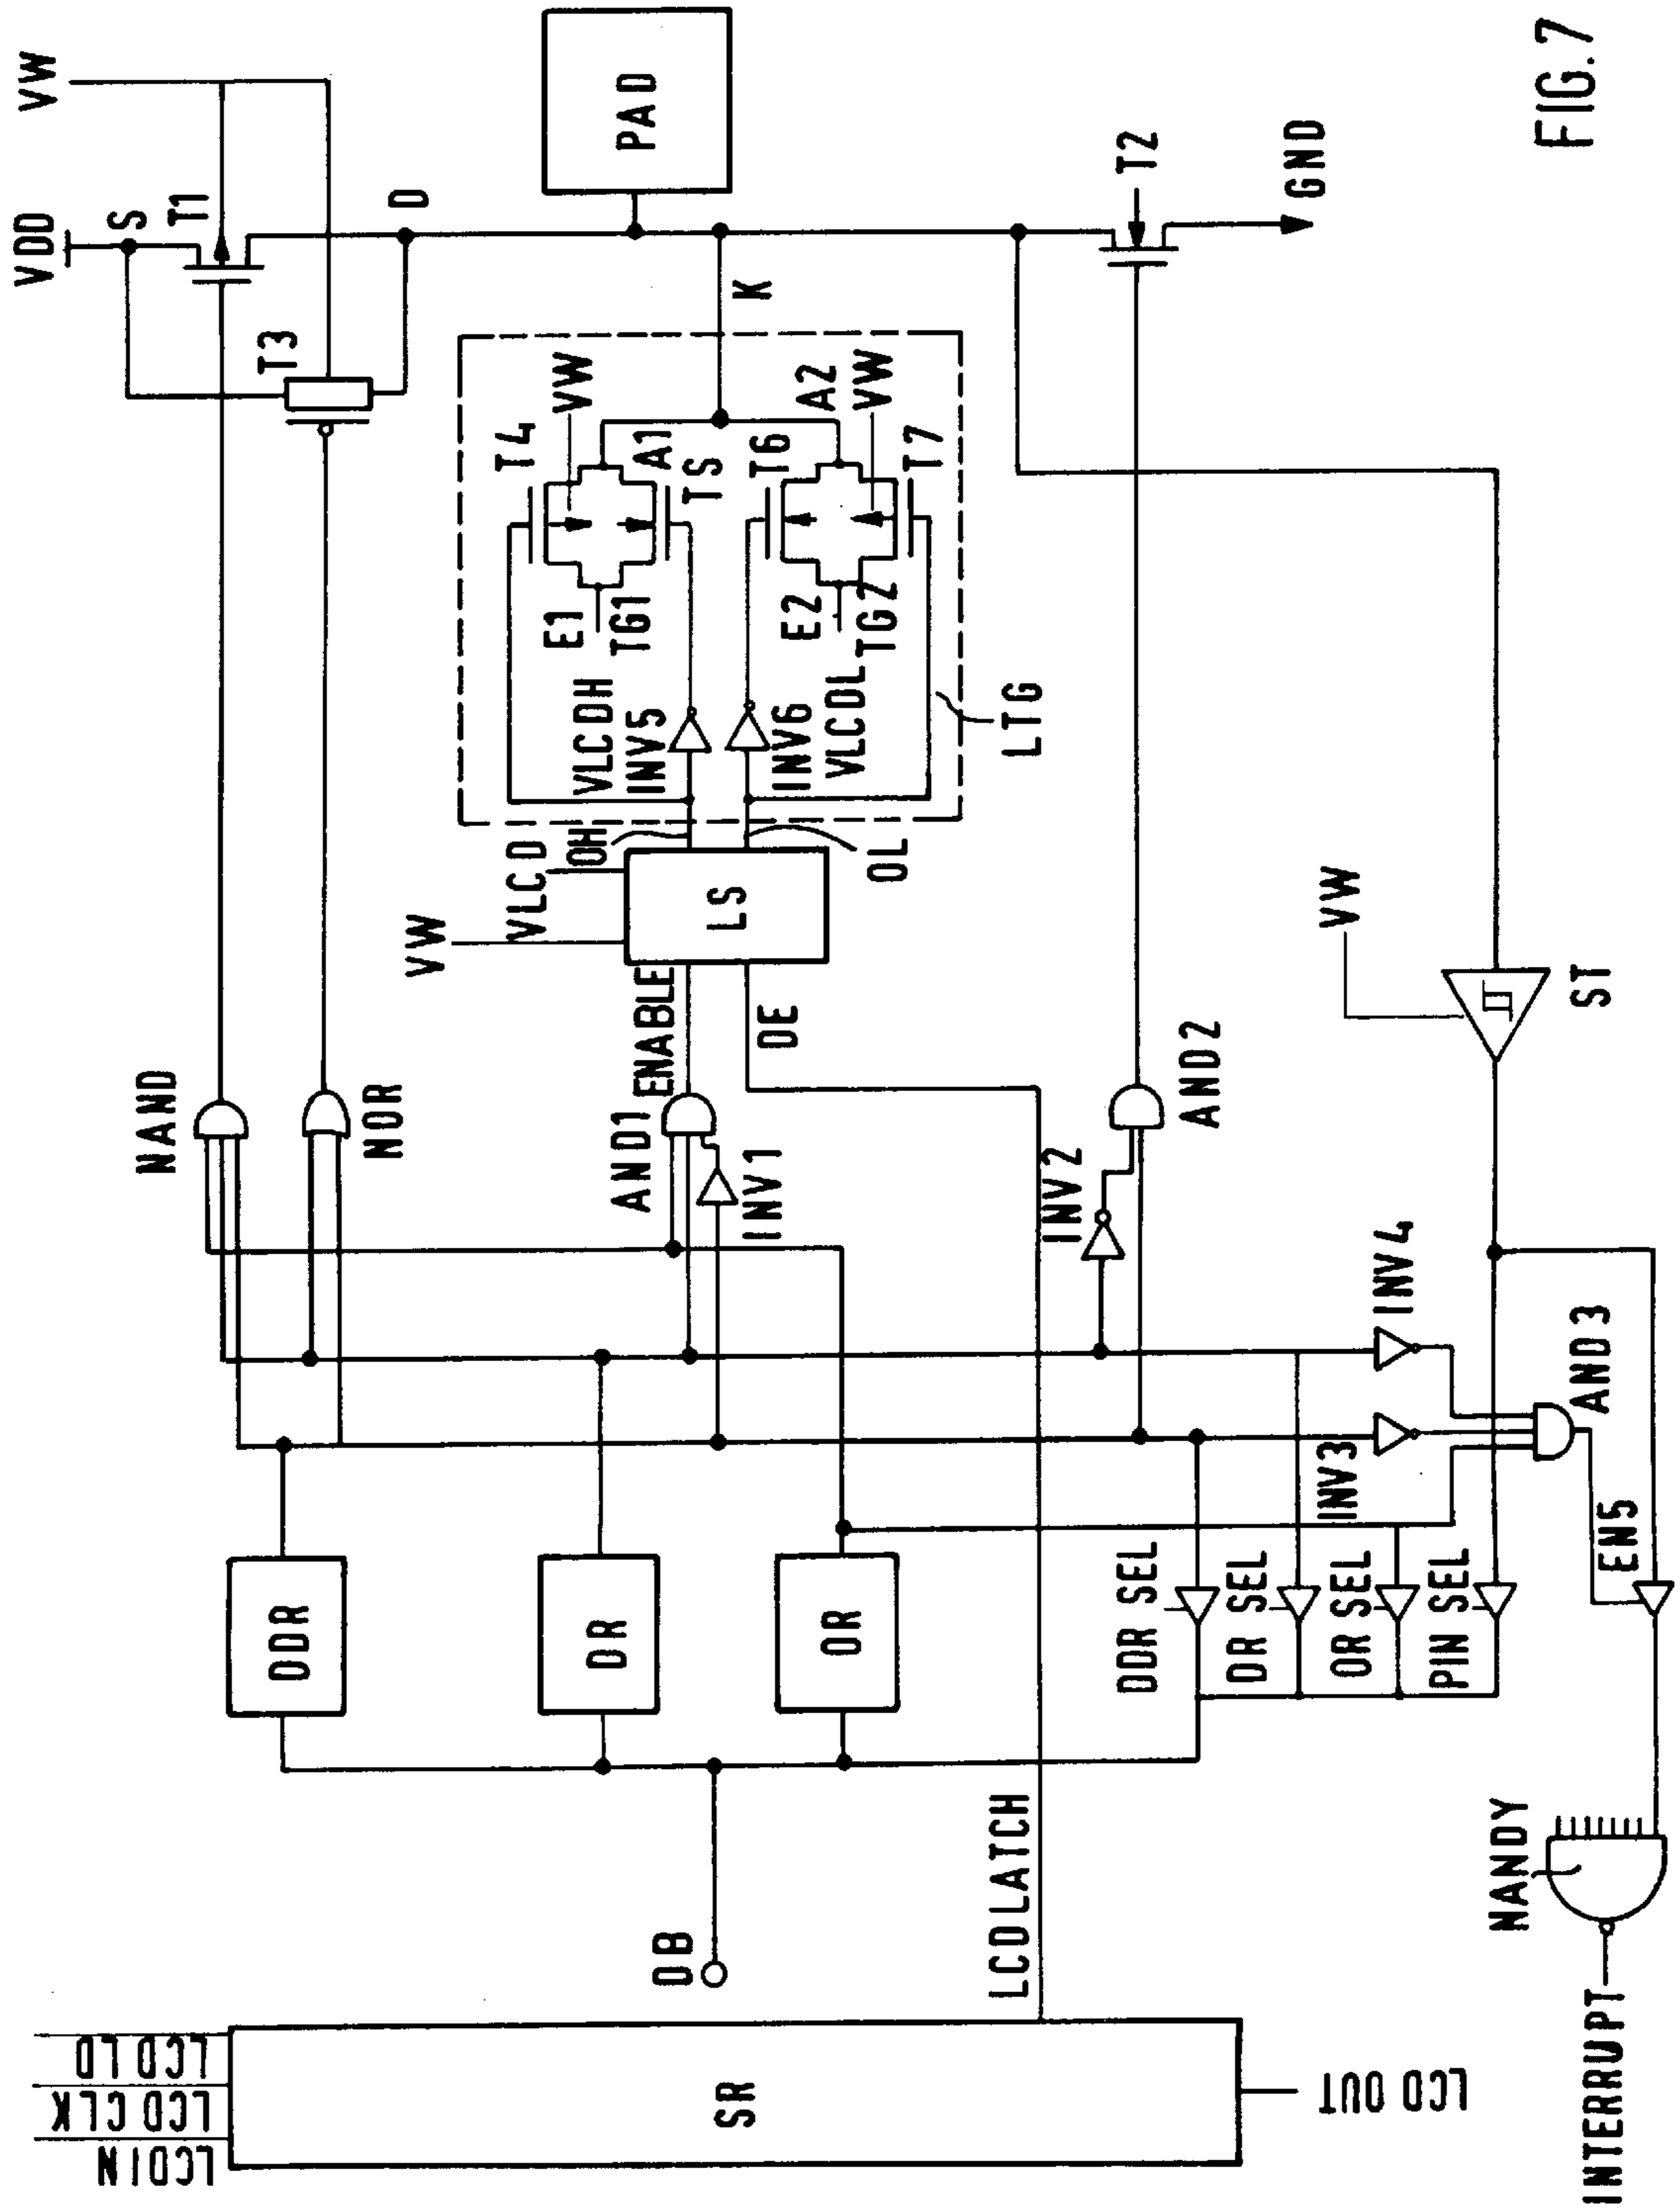 VDD
S
T1
VW
T3
D
PAD
NAND
NOR
VW
VLCD
OH
LS
OL
ENABLE
DE
AND1
INV1
T4
VW
A1
TS
E1
TG1
VLCDH
INV5
T6
A2
VW
T7
E2
TG2
INV6
VLCDL
LTG
K
T2
GND
INV2
AND2
VW
ST
DDR
DR
OR
DB
LCDLATCH
SR
LCD LD
LCD CLK
LCDIN
LCD OUT
DDR SEL
DR SEL
OR SEL
PIN SEL
INV3
INV4
AND3
EN5
NANDY
INTERRUPT
FIG.7